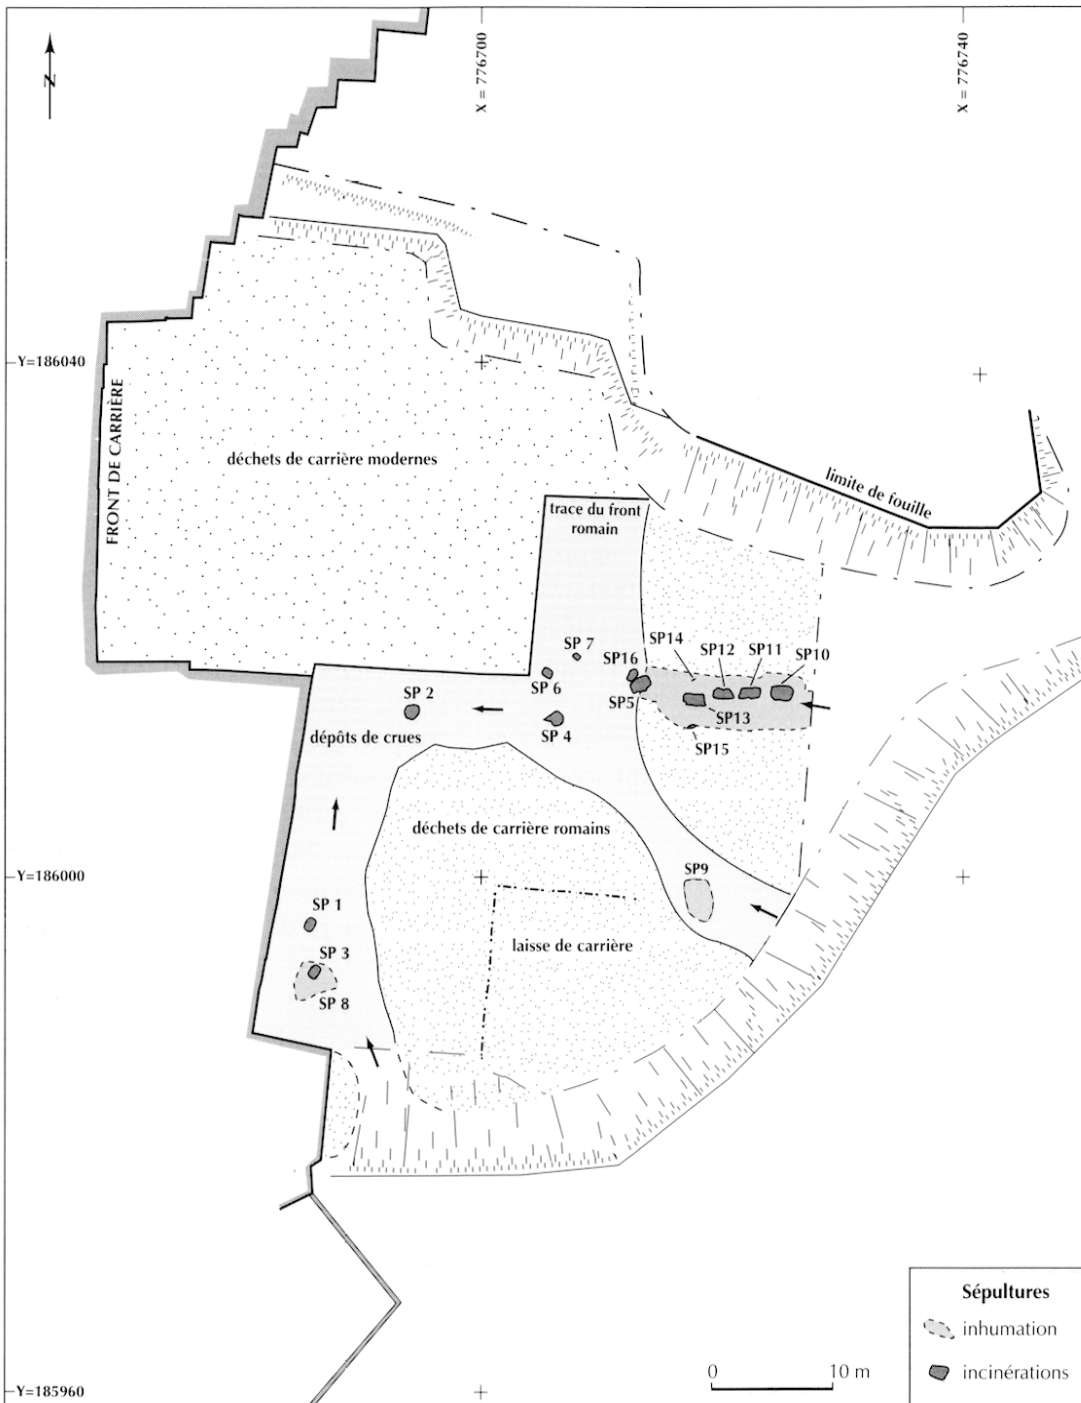 X = 776700
X = 776740
N
Y=186040
FRONT DE CARRIÈRE
déchets de carrière modernes
limite de fouille
trace du front
romain
SP 7
SP14
SP16
SP12
SP11
SP10
SP 6
SP5
SP 2
SP 4
SP13
SP15
dépôts de crues
déchets de carrière romains
Y=186000
SP9
SP 1
laisse de carrière
SP 3
SP 8
Sépultures
inhumation
incinérations
0 10 m
Y=185960